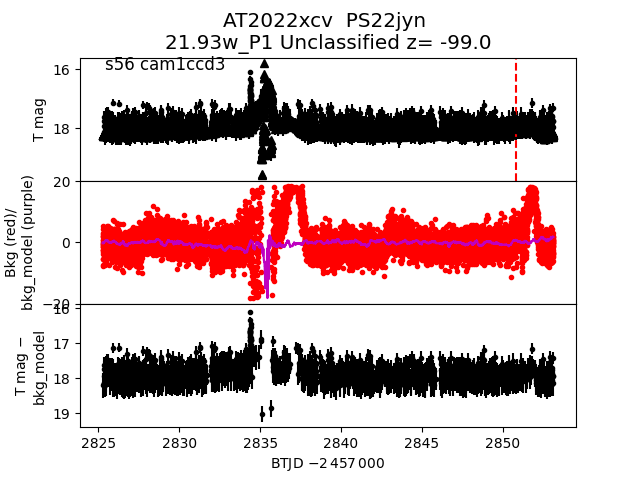 AT2022xcv PS22jyn
21.93w_P1 Unclassified z= -99.0
s56 cam1ccd3
16
18
T mag
20
0
−20
Bkg (red)/
bkg_model (purple)
16
17
18
19
T mag −
bkg_model
2825 2830 2835 2840 2845 2850
BTJD −2 457 000